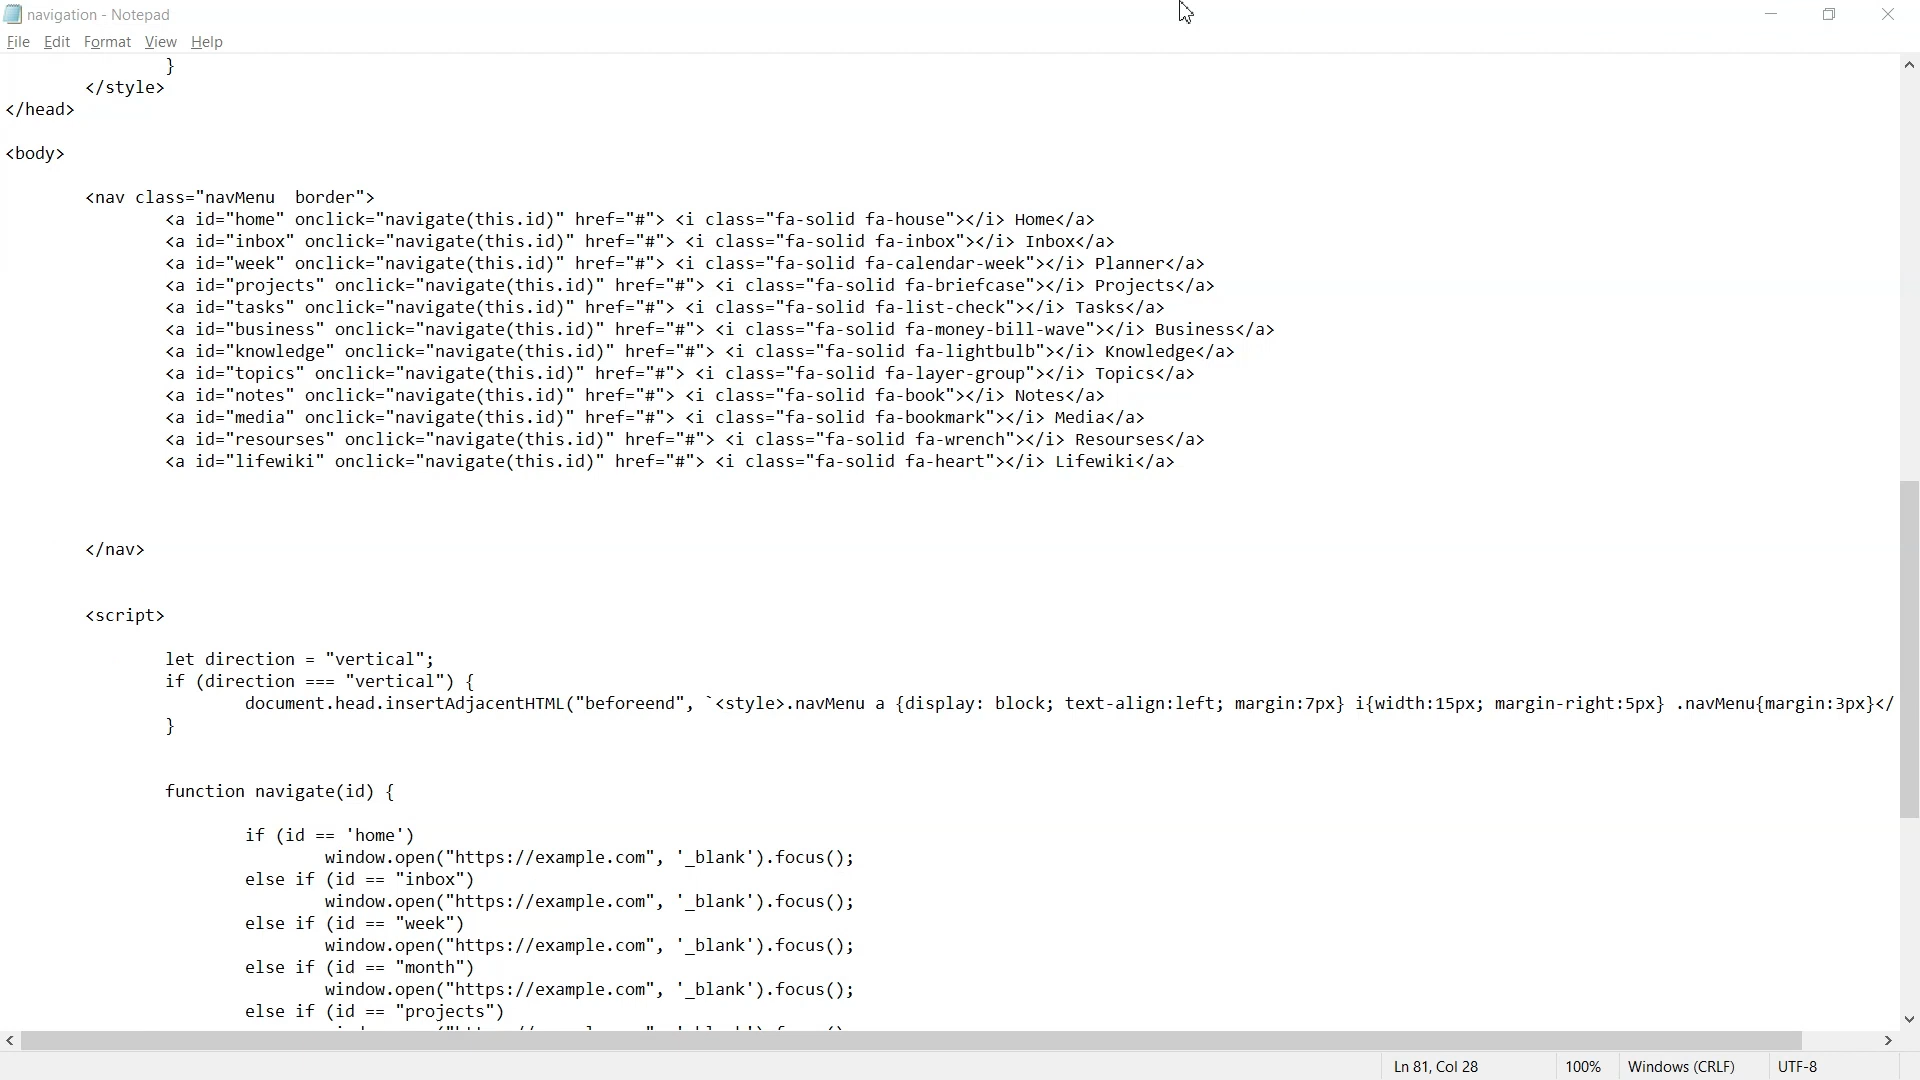 navigation - Notepad
File Edit Format View Help
}
</style>
</head>
<body>
<nav class="navMenu  border">
<a id="home" onclick="navigate(this.id)" href="#"> <i class="fa-solid fa-house"></i> Home</a>
<a id="inbox" onclick="navigate(this.id)" href="#"> <i class="fa-solid fa-inbox"></i> Inbox</a>
<a id="week" onclick="navigate(this.id)" href="#"> <i class="fa-solid fa-calendar-week"></i> Planner</a>
<a id="projects" onclick="navigate(this.id)" href="#"> <i class="fa-solid fa-briefcase"></i> Projects</a>
<a id="tasks" onclick="navigate(this.id)" href="#"> <i class="fa-solid fa-list-check"></i> Tasks</a>
<a id="business" onclick="navigate(this.id)" href="#"> <i class="fa-solid fa-money-bill-wave"></i> Business</a>
<a id="knowledge" onclick="navigate(this.id)" href="#"> <i class="fa-solid fa-lightbulb"></i> Knowledge</a>
<a id="topics" onclick="navigate(this.id)" href="#"> <i class="fa-solid fa-layer-group"></i> Topics</a>
<a id="notes" onclick="navigate(this.id)" href="#"> <i class="fa-solid fa-book"></i> Notes</a>
<a id="media" onclick="navigate(this.id)" href="#"> <i class="fa-solid fa-bookmark"></i> Media</a>
<a id="resourses" onclick="navigate(this.id)" href="#"> <i class="fa-solid fa-wrench"></i> Resourses</a>
<a id="lifewiki" onclick="navigate(this.id)" href="#"> <i class="fa-solid fa-heart"></i> Lifewiki</a>
</nav>
<script>
let direction = "vertical";
if (direction === "vertical") {
document.head.insertAdjacentHTML("beforeend", `<style>.navMenu a {display: block; text-align:left; margin:7px} i{width:15px; margin-right:5px} .navMenu{margin:3px}</
}
function navigate(id) {
if (id == 'home')
window.open("https://example.com", '_blank').focus();
else if (id == "inbox")
window.open("https://example.com", '_blank').focus();
else if (id == "week")
window.open("https://example.com", '_blank').focus();
else if (id == "month")
window.open("https://example.com", '_blank').focus();
else if (id == "projects")
Ln 81, Col 28 100% Windows (CRLF) UTF-8